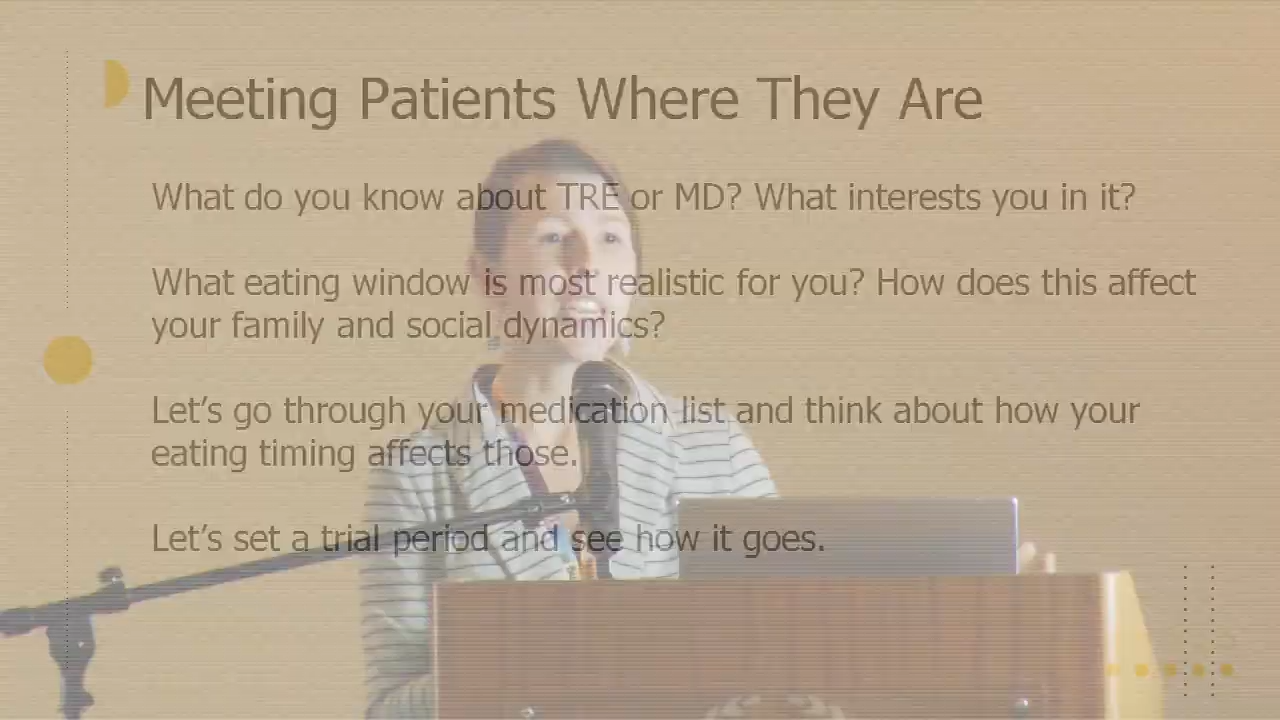 Meeting Patients Where They Are
What do you know about TRE or MD? What interests you in it?
What eating window is most realistic for you? How does this affect
your family and social dynamics?
Let’s go through your medication list and think about how your
eating timing affects those.
Let’s set a trial period and see how it goes.